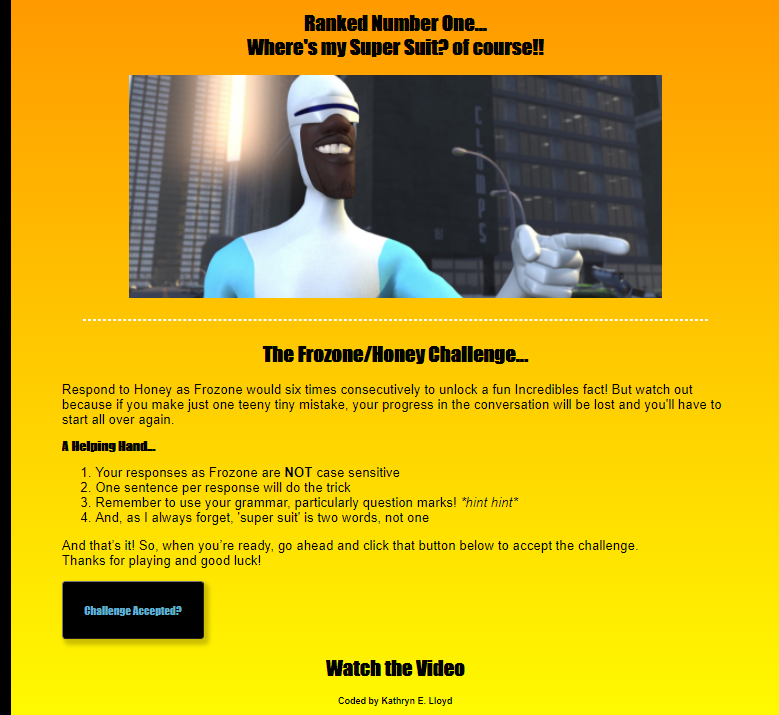 Ranked Number One...
Where's my Super Suit? of course!!
CLUMPS
The Frozone/Honey Challenge...
Respond to Honey as Frozone would six times consecutively to unlock a fun Incredibles fact! But watch out
because if you make just one teeny tiny mistake, your progress in the conversation will be lost and you'll have to
start all over again.
A Helping Hand...
1. Your responses as Frozone are NOT case sensitive
2. One sentence per response will do the trick
3. Remember to use your grammar, particularly question marks! *hint hint*
4. And, as I always forget, 'super suit' is two words, not one
And that's it! So, when you're ready, go ahead and click that button below to accept the challenge.
Thanks for playing and good luck!
Challenge Accepted?
Watch the Video
Coded by Kathryn E. Lloyd